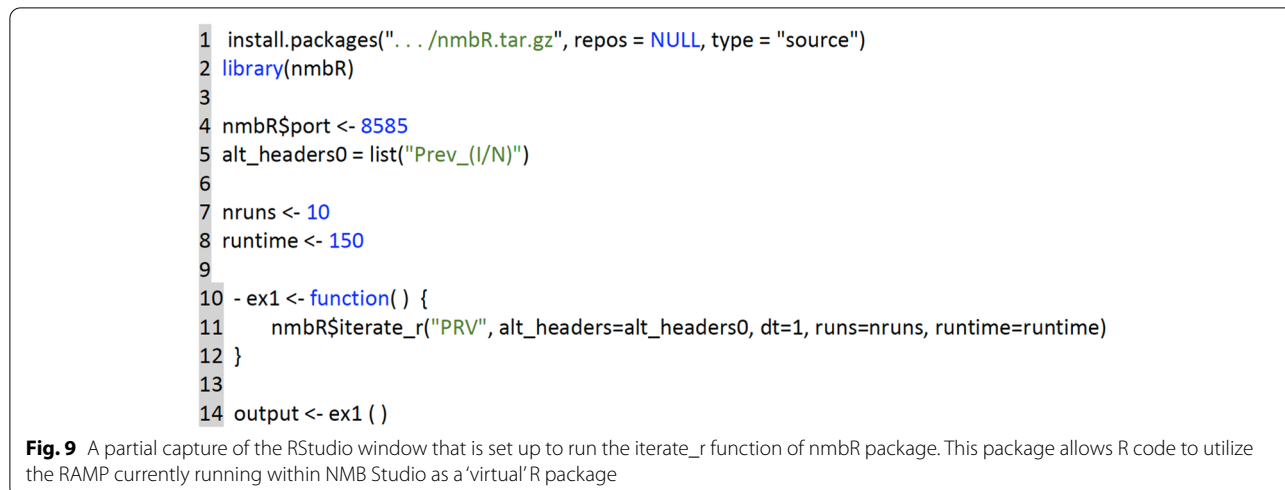 1 install.packages(". . . /nmbR.tar.gz", repos = NULL, type = "source")
2 library(nmbR)
3
4 nmbR$port <- 8585
5 alt_headers0 = list("Prev_(I/N)")
6
7 nruns <- 10
8 runtime <- 150
9
10 - ex1 <- function( ) {
11 nmbR$iterate_r("PRV", alt_headers=alt_headers0, dt=1, runs=nruns, runtime=runtime)
12 }
13
14 output <- ex1 ( )
Fig. 9 A partial capture of the RStudio window that is set up to run the iterate_r function of nmbR package. This package allows R code to utilize
the RAMP currently running within NMB Studio as a ‘virtual’ R package